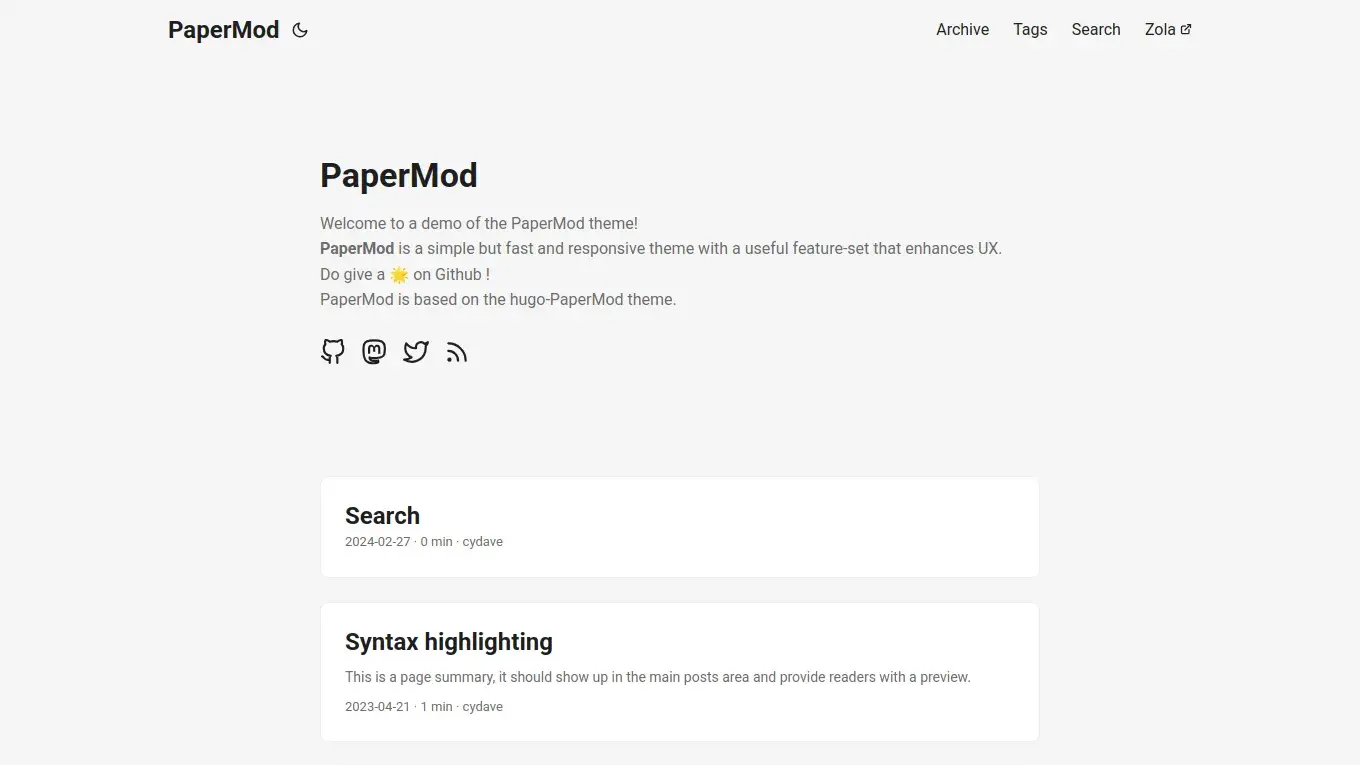 PaperMod
Archive Tags Search Zola
PaperMod
Welcome to a demo of the PaperMod theme!
PaperMod is a simple but fast and responsive theme with a useful feature-set that enhances UX.
Do give a 🌟 on Github !
PaperMod is based on the hugo-PaperMod theme.
Search
2024-02-27 · 0 min · cydave
Syntax highlighting
This is a page summary, it should show up in the main posts area and provide readers with a preview.
2023-04-21 · 1 min · cydave